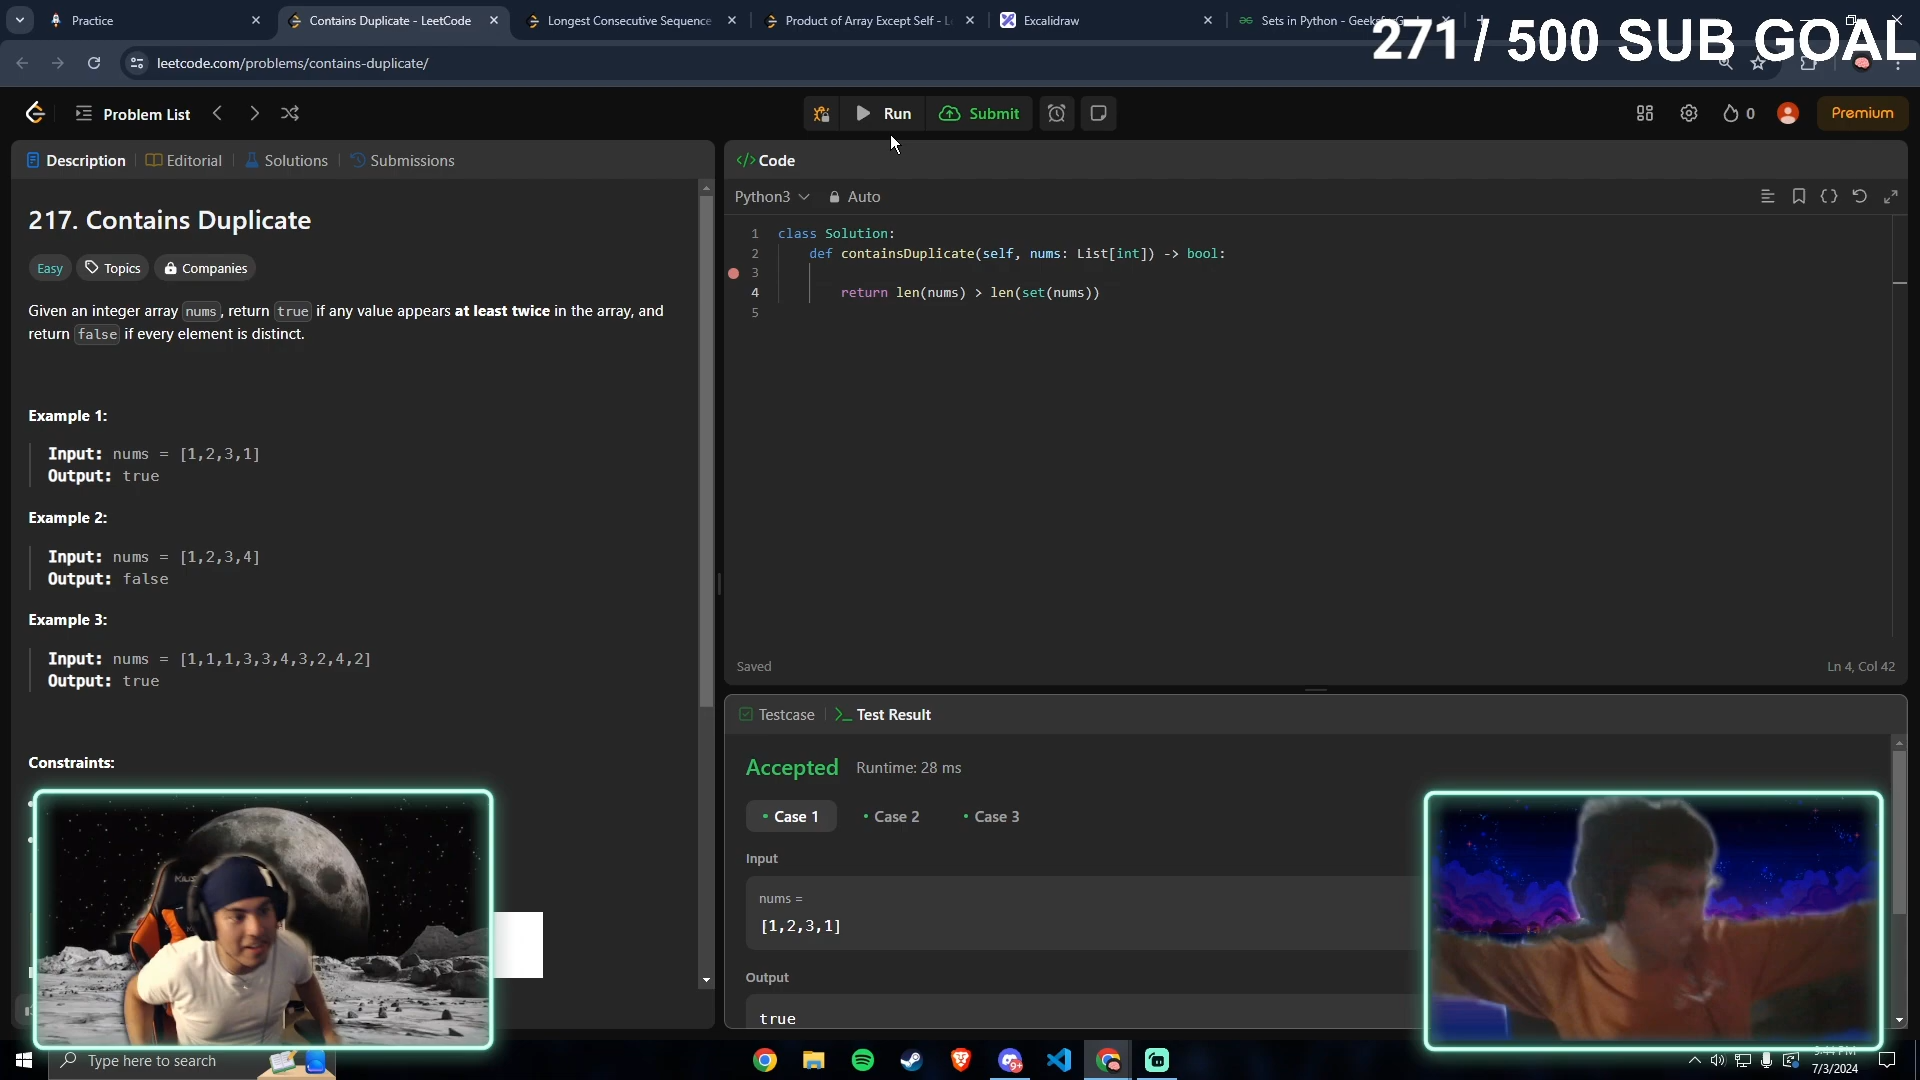 Practice
Contains Duplicate - LeetCode
Longest Consecutive Sequence
Product of Array Except Self - L
Excalidraw
Sets in Python -
271 / 500 SUB GOAL
leetcode.com/problems/contains-duplicate/
Problem List
Run
Submit
0
Premium
Description
Editorial
Solutions
Submissions
</> Code
Python3
Auto
217. Contains Duplicate
Easy
Topics
Companies
Given an integer array nums, return true if any value appears at least twice in the array, and
return false if every element is distinct.
Example 1:
Input: nums = [1,2,3,1]
Output: true
Example 2:
Input: nums = [1,2,3,4]
Output: false
Example 3:
Input: nums = [1,1,1,3,3,4,3,2,4,2]
Output: true
Constraints:
1 class Solution:
2 def containsDuplicate(self, nums: List[int]) -> bool:
3
4 return len(nums) > len(set(nums))
5
Saved
Ln 4, Col 42
Testcase
Test Result
Accepted
Runtime: 28 ms
Case 1
Case 2
Case 3
Input
nums =
[1,2,3,1]
Output
true
Type here to search
7/3/2024